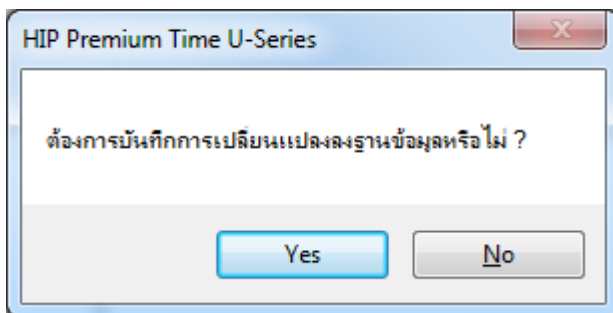 HIP Premium Time U-Series
ต้องการบันทึกการเปลี่ยนแปลงลงฐานข้อมูลหรือไม่ ?
Yes
No